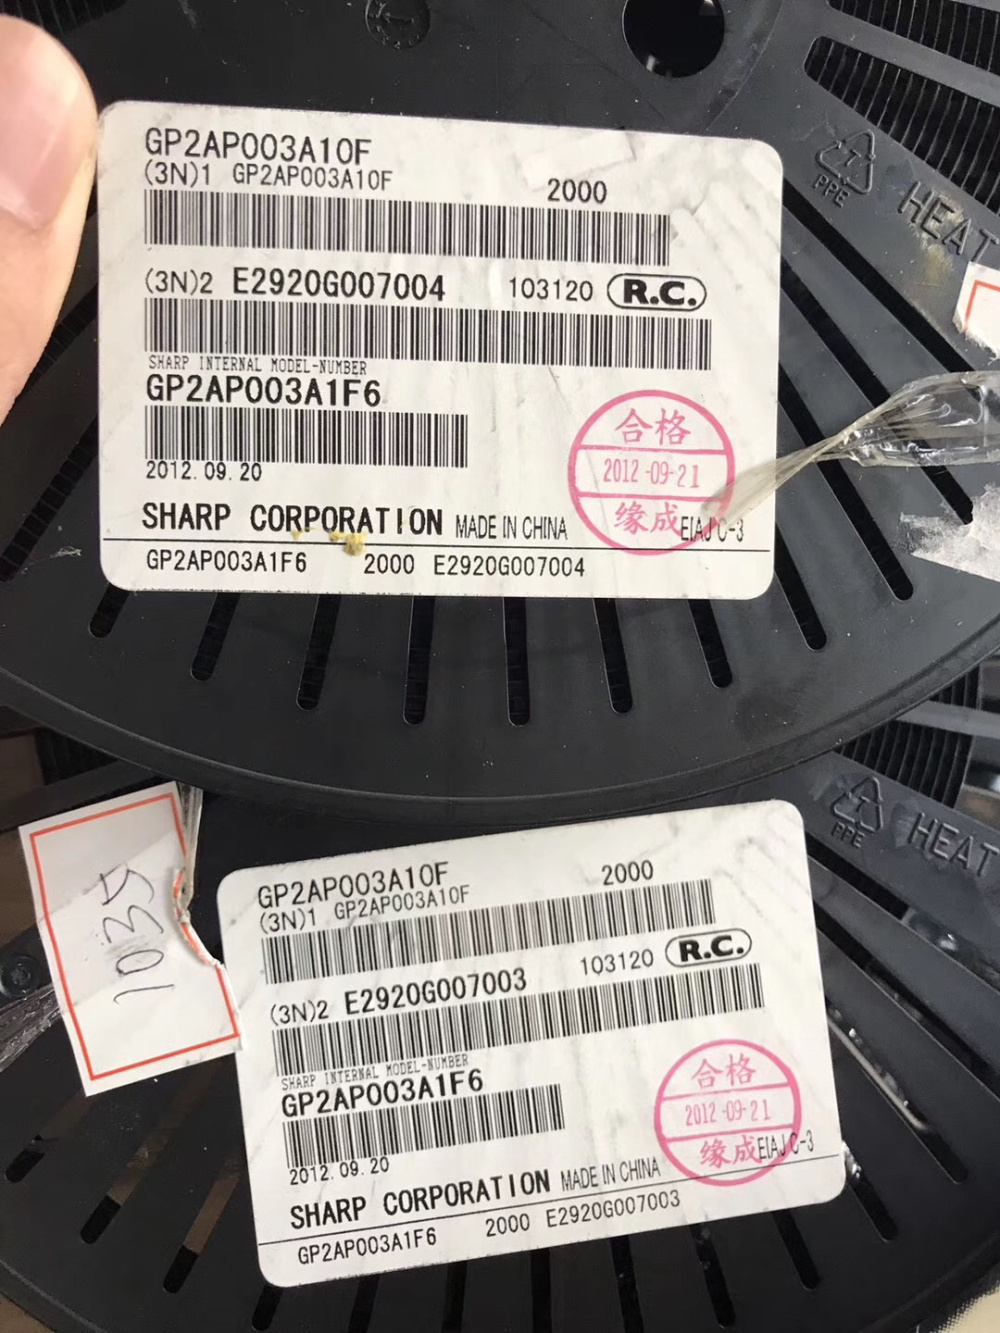 GP2AP003A10F
(3N)1 GP2AP003A10F 2000
(3N)2 E2920G007004 103120 R.C.
SHARP INTERNAL MODEL-NUMBER
GP2AP003A1F6
2012.09.20
合格
2012-09-21
缘成
SHARP CORPORATION MADE IN CHINA EIAJ C-3
GP2AP003A1F6 2000 E2920G007004
PPE
HEAT
GP2AP003A10F 2000
(3N)1 GP2AP003A10F
(3N)2 E2920G007003 103120 R.C.
SHARP INTERNAL MODEL-NUMBER
GP2AP003A1F6
2012.09.20
合格
2012-09-21
缘成
SHARP CORPORATION MADE IN CHINA EIAJ C-3
GP2AP003A1F6 2000 E2920G007003
PPE
HEAT
1035